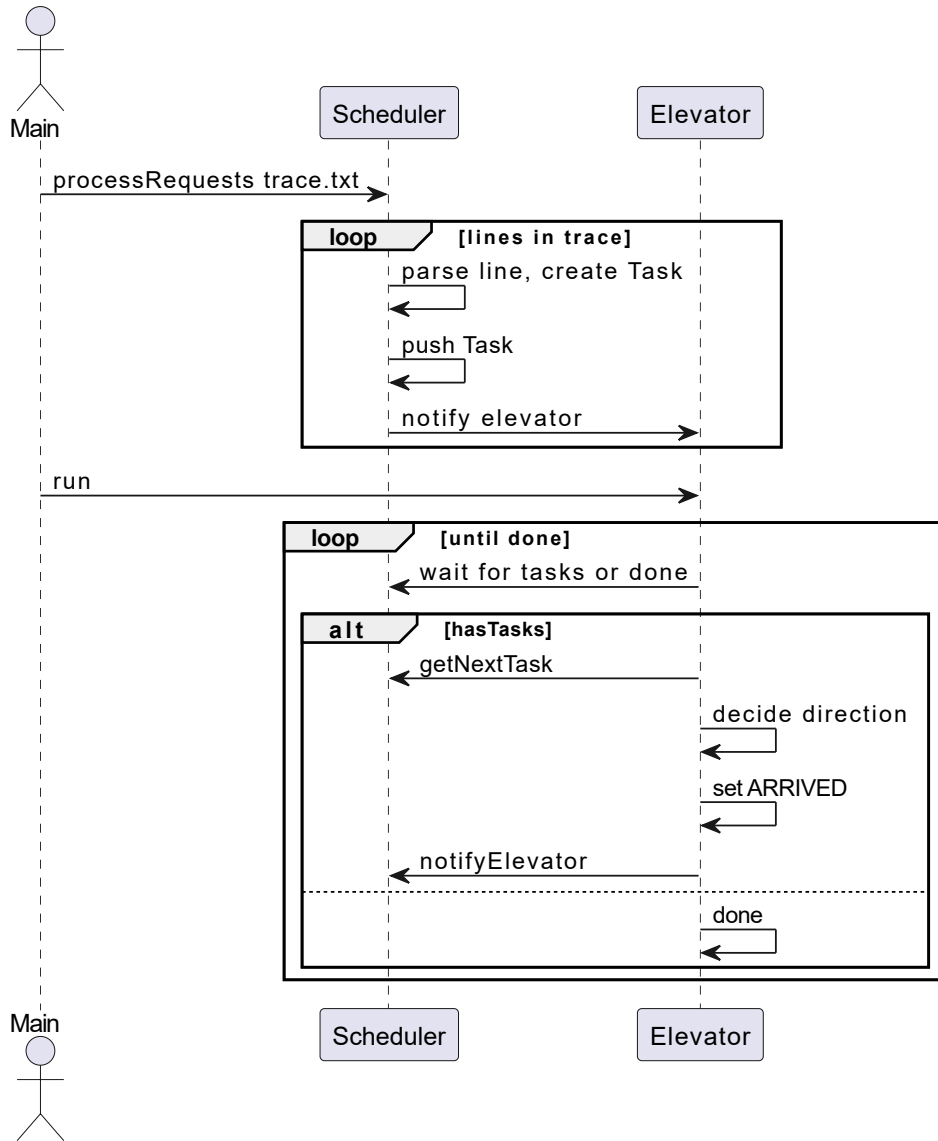 Main
Scheduler
Elevator
processRequests trace.txt
loop
[lines in trace]
parse line, create Task
push Task
notify elevator
run
loop
[until done]
wait for tasks or done
alt
[hasTasks]
getNextTask
decide direction
set ARRIVED
notifyElevator
done
Main
Scheduler
Elevator